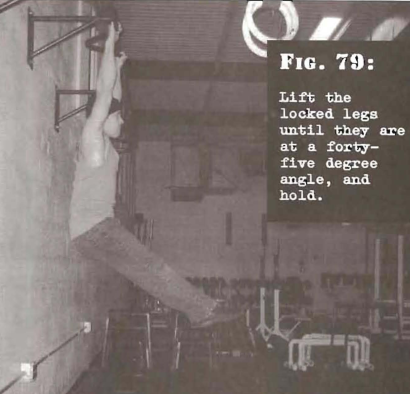 FIG. 79:
Lift the
locked legs
until they are
at a forty-
five degree
angle, and
hold.